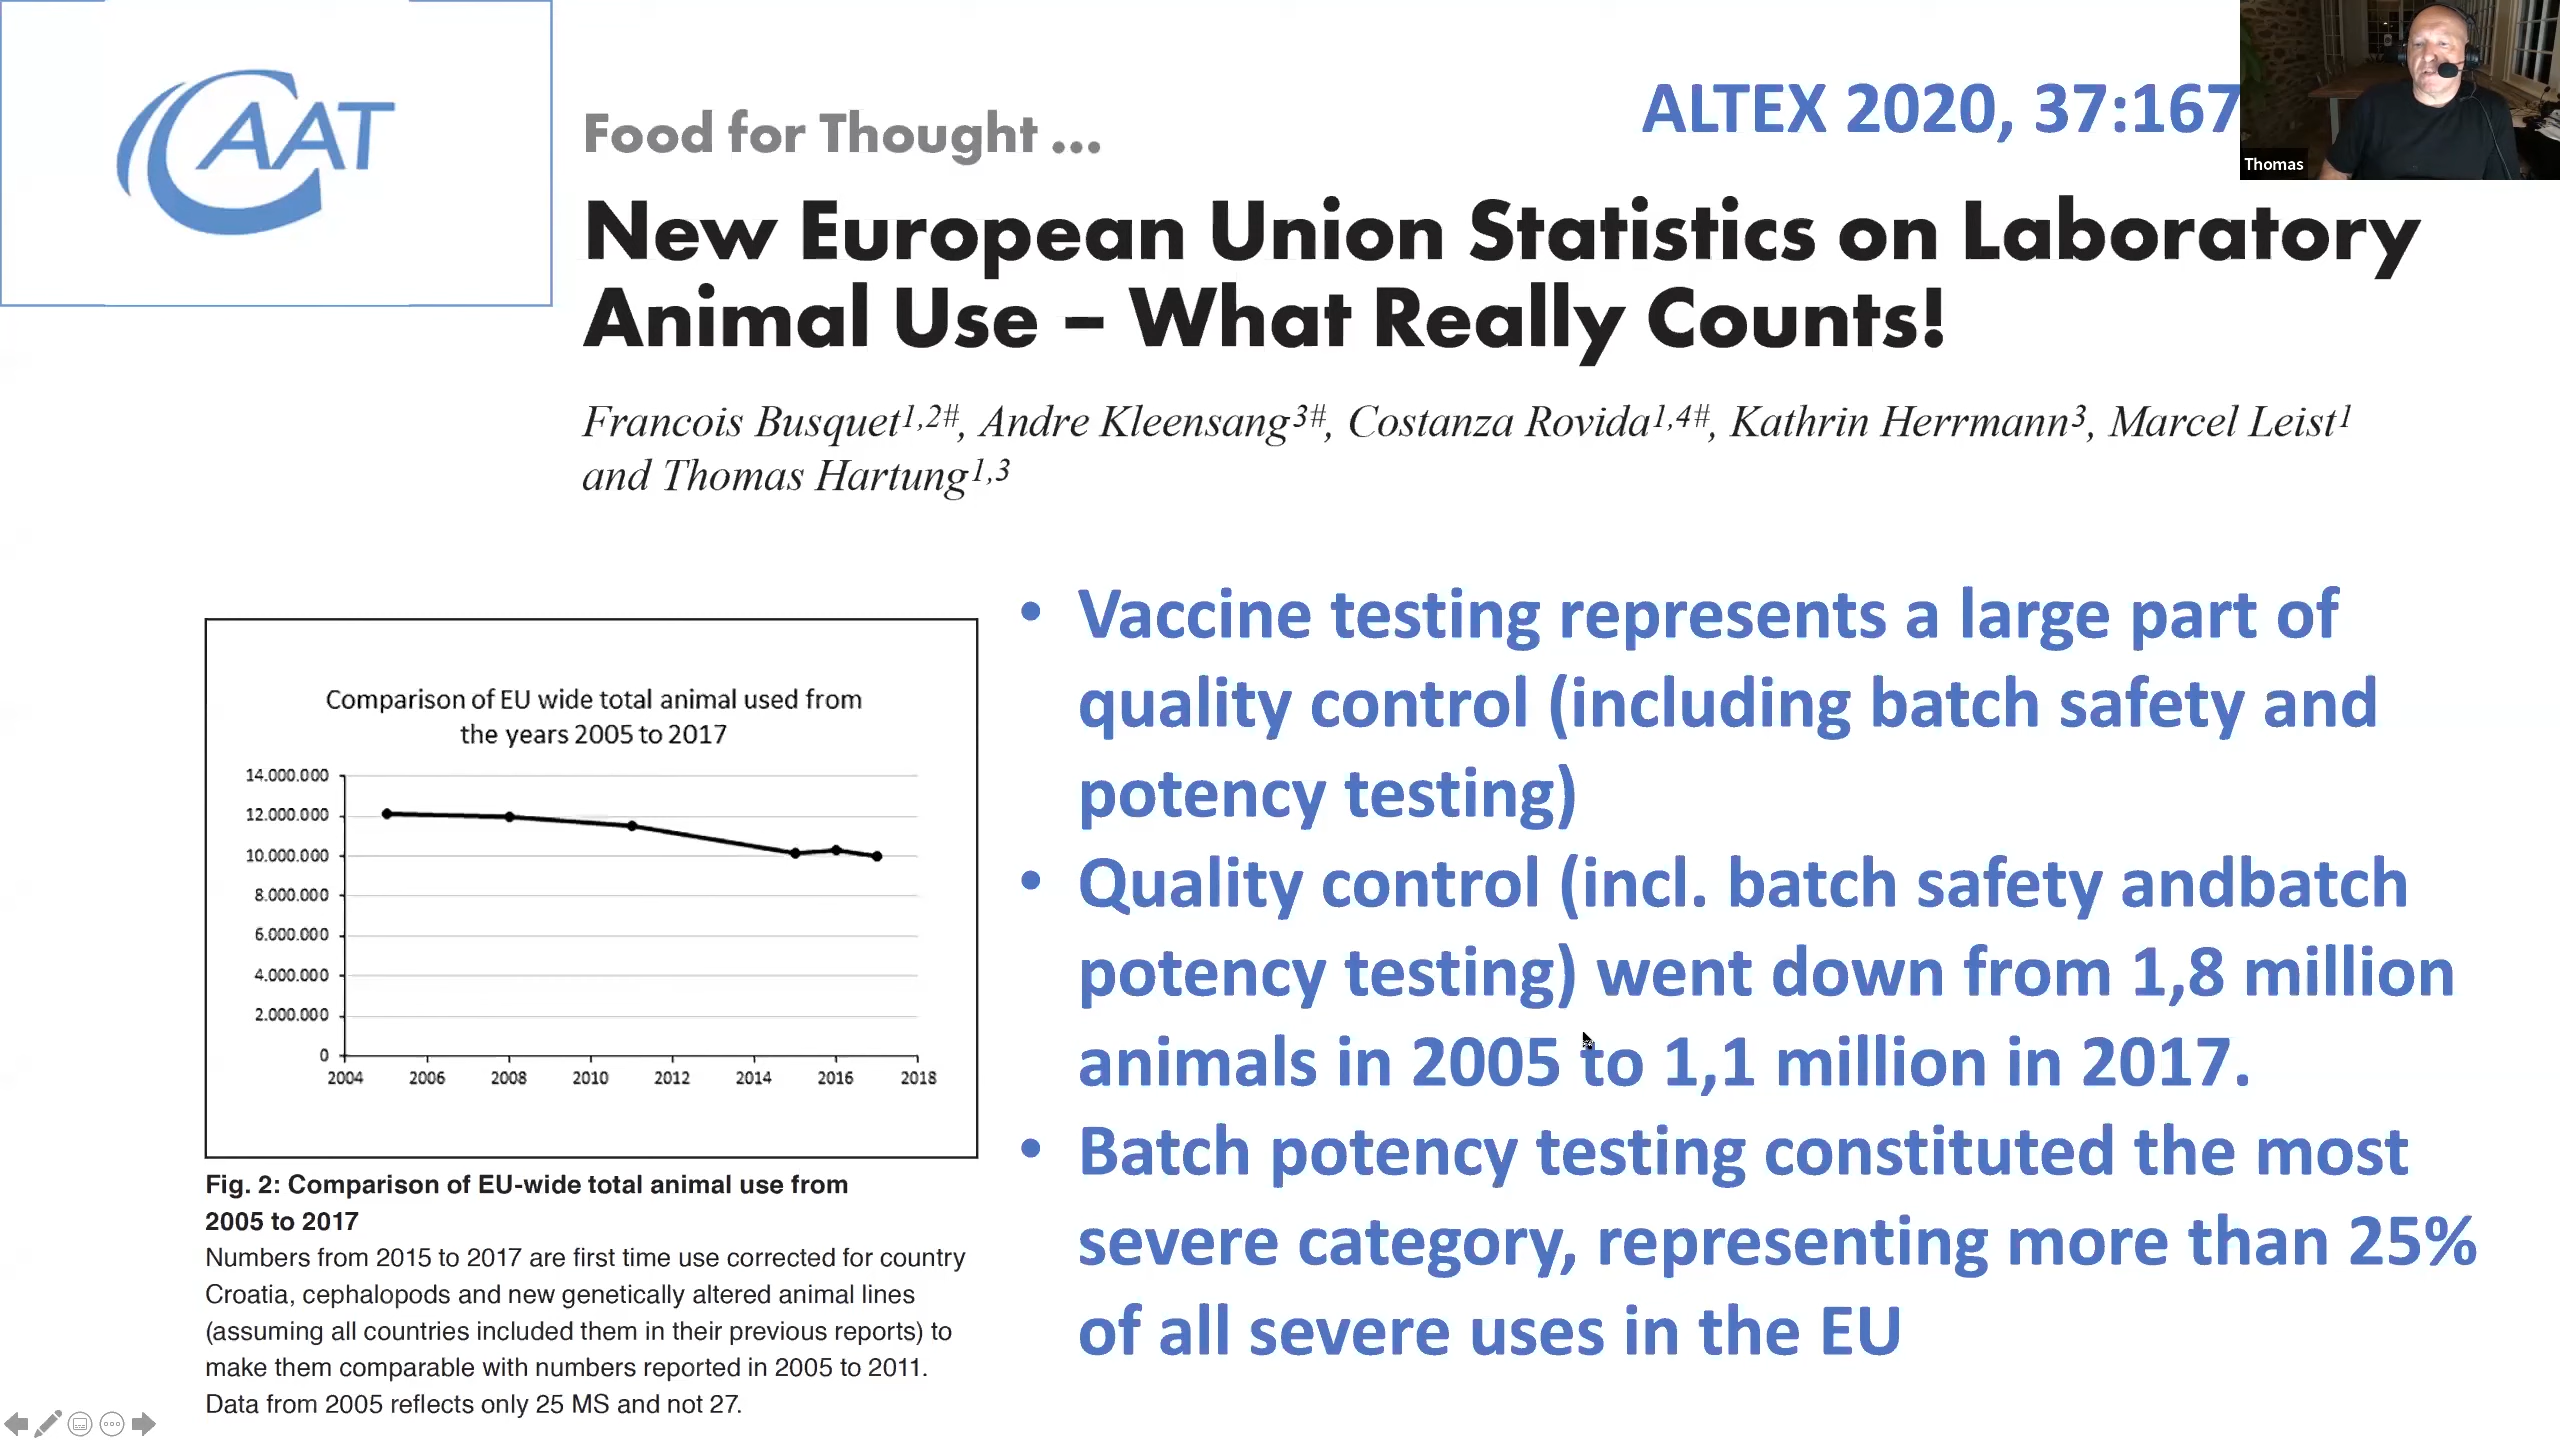 CAAT
Food for Thought ...
ALTEX 2020, 37:167
Thomas
New European Union Statistics on Laboratory
Animal Use – What Really Counts!
Francois Busquet1,2#, Andre Kleensang3#, Costanza Rovida1,4#, Kathrin Herrmann3, Marcel Leist1
and Thomas Hartung1,3
Comparison of EU wide total animal used from
the years 2005 to 2017
14.000.000
12.000.000
10.000.000
8.000.000
6.000.000
4.000.000
2.000.000
0
2004 2006 2008 2010 2012 2014 2016 2018
Fig. 2: Comparison of EU-wide total animal use from
2005 to 2017
Numbers from 2015 to 2017 are first time use corrected for country
Croatia, cephalopods and new genetically altered animal lines
(assuming all countries included them in their previous reports) to
make them comparable with numbers reported in 2005 to 2011.
Data from 2005 reflects only 25 MS and not 27.
• Vaccine testing represents a large part of
quality control (including batch safety and
potency testing)
• Quality control (incl. batch safety andbatch
potency testing) went down from 1,8 million
animals in 2005 to 1,1 million in 2017.
• Batch potency testing constituted the most
severe category, representing more than 25%
of all severe uses in the EU